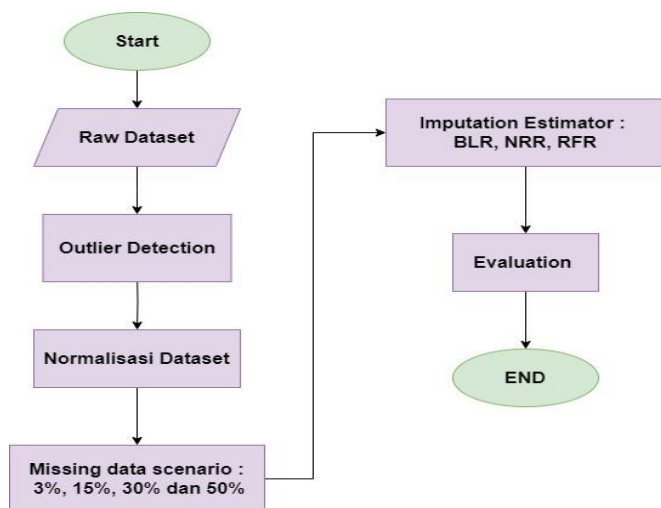 Start
Raw Dataset
Outlier Detection
Normalisasi Dataset
Missing data scenario :
3%, 15%, 30% dan 50%
Imputation Estimator :
BLR, NRR, RFR
Evaluation
END